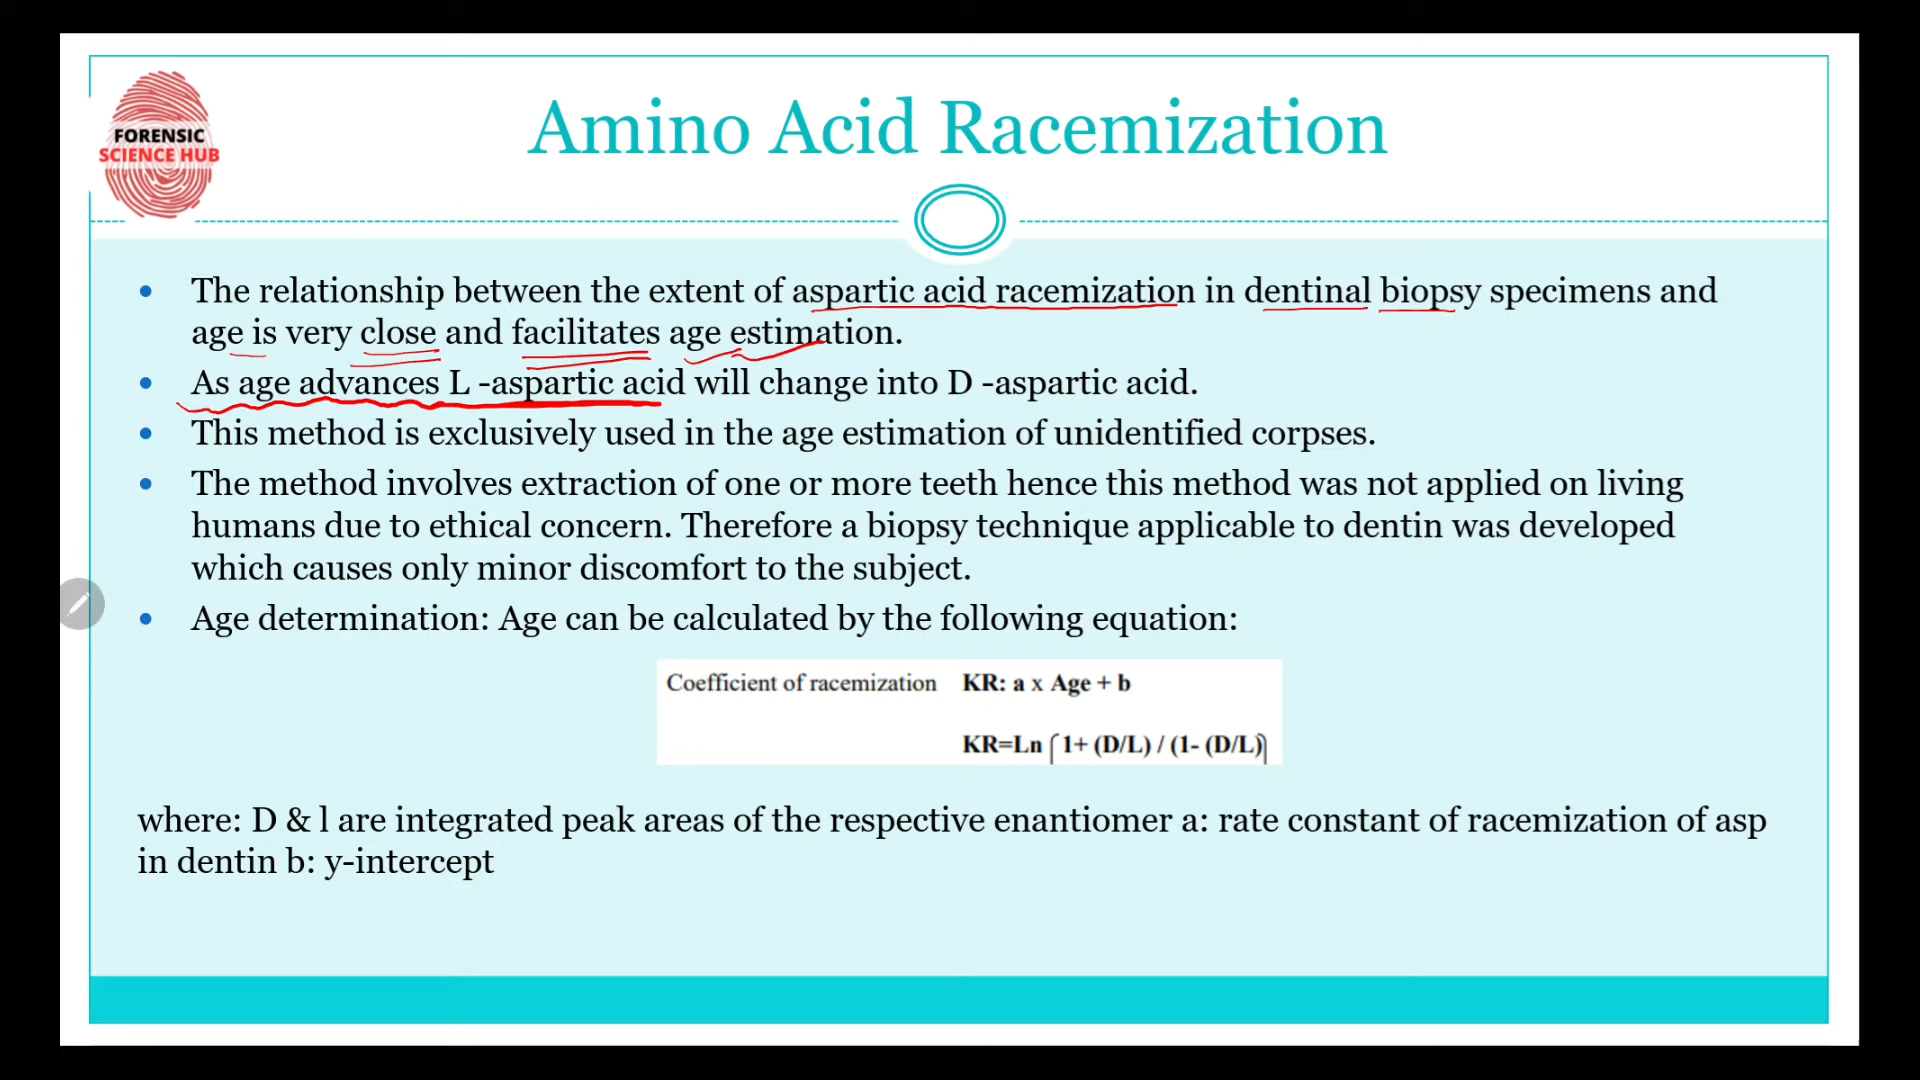 FORENSIC
SCIENCE HUB
Amino Acid Racemization
• The relationship between the extent of aspartic acid racemization in dentinal biopsy specimens and
age is very close and facilitates age estimation.
• As age advances L -aspartic acid will change into D -aspartic acid.
• This method is exclusively used in the age estimation of unidentified corpses.
• The method involves extraction of one or more teeth hence this method was not applied on living
humans due to ethical concern. Therefore a biopsy technique applicable to dentin was developed
which causes only minor discomfort to the subject.
• Age determination: Age can be calculated by the following equation:
Coefficient of racemization KR: a x Age + b
KR=Ln ⌈ 1+ (D/L) / (1- (D/L)⌉
where: D & l are integrated peak areas of the respective enantiomer a: rate constant of racemization of asp
in dentin b: y-intercept